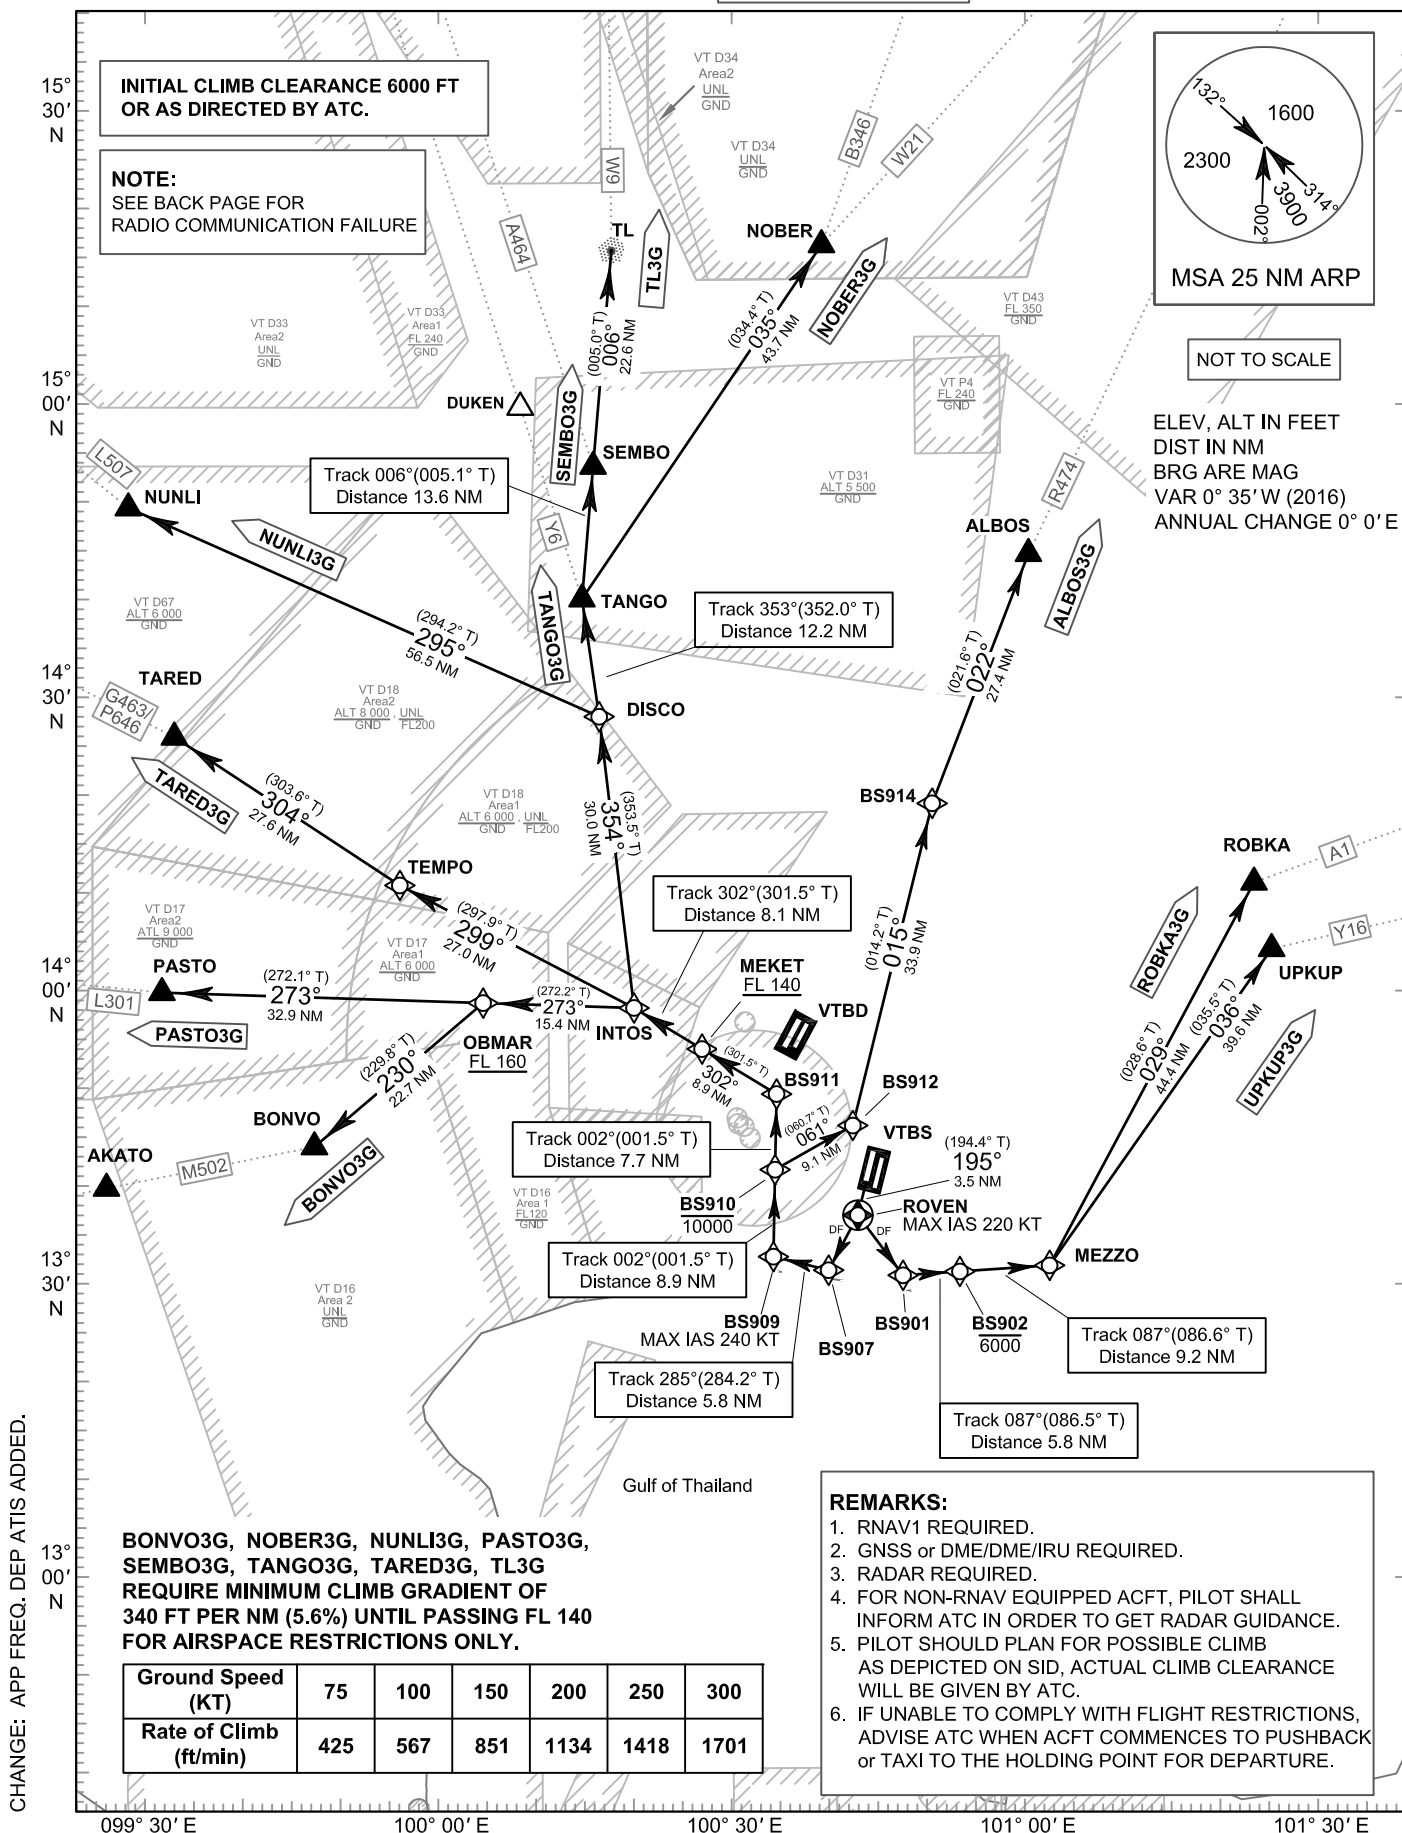 15°
30′
N
INITIAL CLIMB CLEARANCE 6000 FT
OR AS DIRECTED BY ATC.
NOTE:
SEE BACK PAGE FOR
RADIO COMMUNICATION FAILURE
VT D34
Area2
UNL
GND
VT D34
UNL
GND
W9
A464
B346
W21
132°
1600
2300
3900
314°
002°
MSA 25 NM ARP
NOT TO SCALE
ELEV, ALT IN FEET
DIST IN NM
BRG ARE MAG
VAR 0° 35′ W (2016)
ANNUAL CHANGE 0° 0′ E
TL
TL3G
NOBER
NOBER3G
VT D33
Area2
UNL
GND
VT D33
Area1
FL 240
GND
VT D43
FL 350
GND
(005.0° T)
006°
22.6 NM
(034.4° T)
035°
43.7 NM
15°
00′
N
DUKEN
SEMBO3G
SEMBO
VT P4
FL 240
GND
L507
NUNLI
NUNLI3G
Track 006°(005.1° T)
Distance 13.6 NM
Y6
VT D31
ALT 5 500
GND
R474
ALBOS
ALBOS3G
TANGO
TANGO3G
Track 353°(352.0° T)
Distance 12.2 NM
VT D67
ALT 6 000
GND
(294.2° T)
295°
56.5 NM
(021.6° T)
022°
27.4 NM
14°
30′
N
TARED
G463/
P646
TARED3G
VT D18
Area2
ALT 8 000
GND
UNL
FL200
DISCO
(303.6° T)
304°
27.6 NM
VT D18
Area1
ALT 6 000
GND
UNL
FL200
(353.5° T)
354°
30.0 NM
BS914
ROBKA
A1
TEMPO
Track 302°(301.5° T)
Distance 8.1 NM
ROBKA3G
Y16
UPKUP
UPKUP3G
VT D17
Area2
ATL 9 000
GND
VT D17
Area1
ALT 6 000
GND
(297.9° T)
299°
27.0 NM
(014.2° T)
015°
33.9 NM
14°
00′
N
PASTO
L301
PASTO3G
(272.1° T)
273°
32.9 NM
(272.2° T)
273°
15.4 NM
OBMAR
FL 160
INTOS
MEKET
FL 140
VTBD
(301.5° T)
302°
8.9 NM
BS911
BS912
(028.6° T)
029°
44.4 NM
(035.5° T)
036°
39.6 NM
(229.8° T)
230°
22.7 NM
BONVO
BONVO3G
AKATO
M502
Track 002°(001.5° T)
Distance 7.7 NM
(060.7° T)
061°
9.1 NM
VTBS
(194.4° T)
195°
3.5 NM
VT D16
Area 1
FL120
GND
BS910
10000
ROVEN
MAX IAS 220 KT
DF
DF
MEZZO
13°
30′
N
VT D16
Area 2
UNL
GND
Track 002°(001.5° T)
Distance 8.9 NM
BS909
MAX IAS 240 KT
BS907
BS901
BS902
6000
Track 087°(086.6° T)
Distance 9.2 NM
Track 285°(284.2° T)
Distance 5.8 NM
Track 087°(086.5° T)
Distance 5.8 NM
Gulf of Thailand
13°
00′
N
BONVO3G, NOBER3G, NUNLI3G, PASTO3G,
SEMBO3G, TANGO3G, TARED3G, TL3G
REQUIRE MINIMUM CLIMB GRADIENT OF
340 FT PER NM (5.6%) UNTIL PASSING FL 140
FOR AIRSPACE RESTRICTIONS ONLY.
Ground Speed (KT) 75 100 150 200 250 300
Rate of Climb (ft/min) 425 567 851 1134 1418 1701
REMARKS:
1. RNAV1 REQUIRED.
2. GNSS or DME/DME/IRU REQUIRED.
3. RADAR REQUIRED.
4. FOR NON-RNAV EQUIPPED ACFT, PILOT SHALL
INFORM ATC IN ORDER TO GET RADAR GUIDANCE.
5. PILOT SHOULD PLAN FOR POSSIBLE CLIMB
AS DEPICTED ON SID, ACTUAL CLIMB CLEARANCE
WILL BE GIVEN BY ATC.
6. IF UNABLE TO COMPLY WITH FLIGHT RESTRICTIONS,
ADVISE ATC WHEN ACFT COMMENCES TO PUSHBACK
or TAXI TO THE HOLDING POINT FOR DEPARTURE.
CHANGE: APP FREQ. DEP ATIS ADDED.
099° 30′ E
100° 00′ E
100° 30′ E
101° 00′ E
101° 30′ E